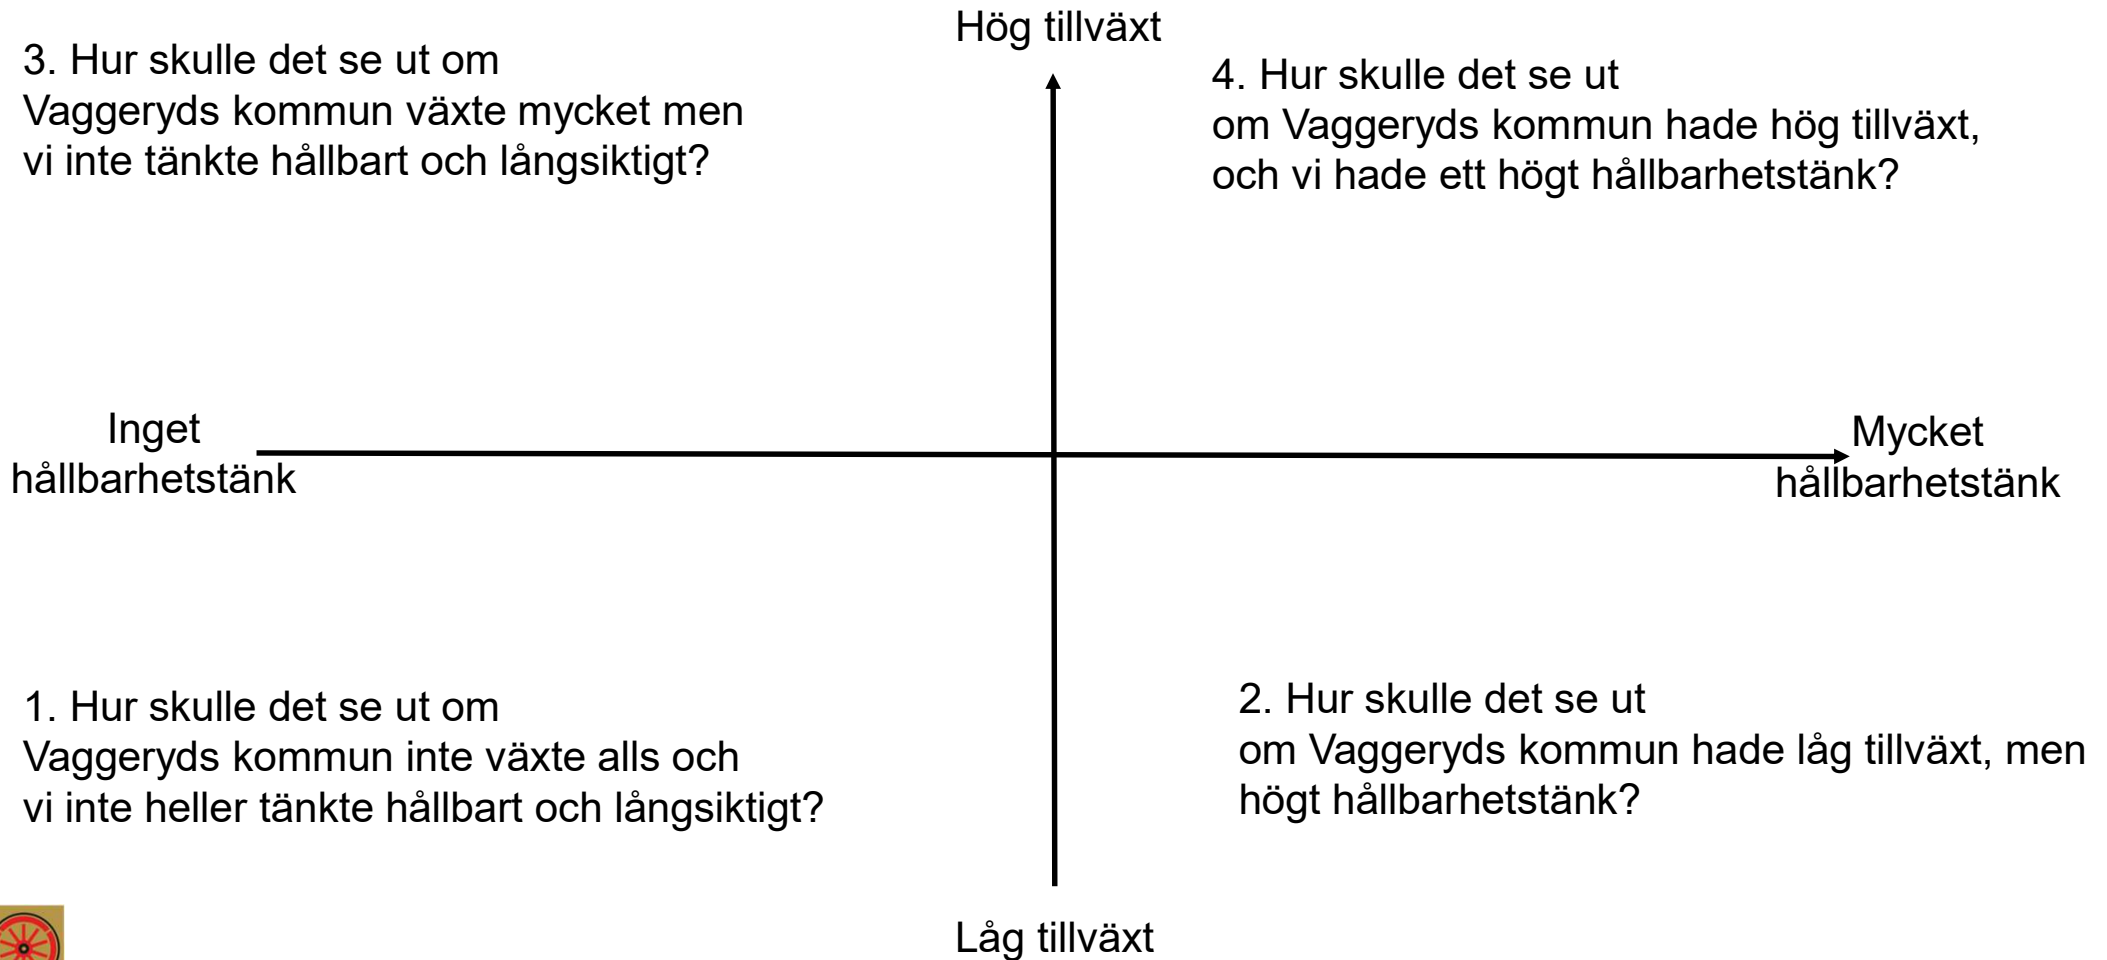 Hög tillväxt
3. Hur skulle det se ut om
Vaggeryds kommun växte mycket men
vi inte tänkte hållbart och långsiktigt?
4. Hur skulle det se ut
om Vaggeryds kommun hade hög tillväxt,
och vi hade ett högt hållbarhetstänk?
Inget
hållbarhetstänk
Mycket
hållbarhetstänk
1. Hur skulle det se ut om
Vaggeryds kommun inte växte alls och
vi inte heller tänkte hållbart och långsiktigt?
2. Hur skulle det se ut
om Vaggeryds kommun hade låg tillväxt, men
högt hållbarhetstänk?
Låg tillväxt